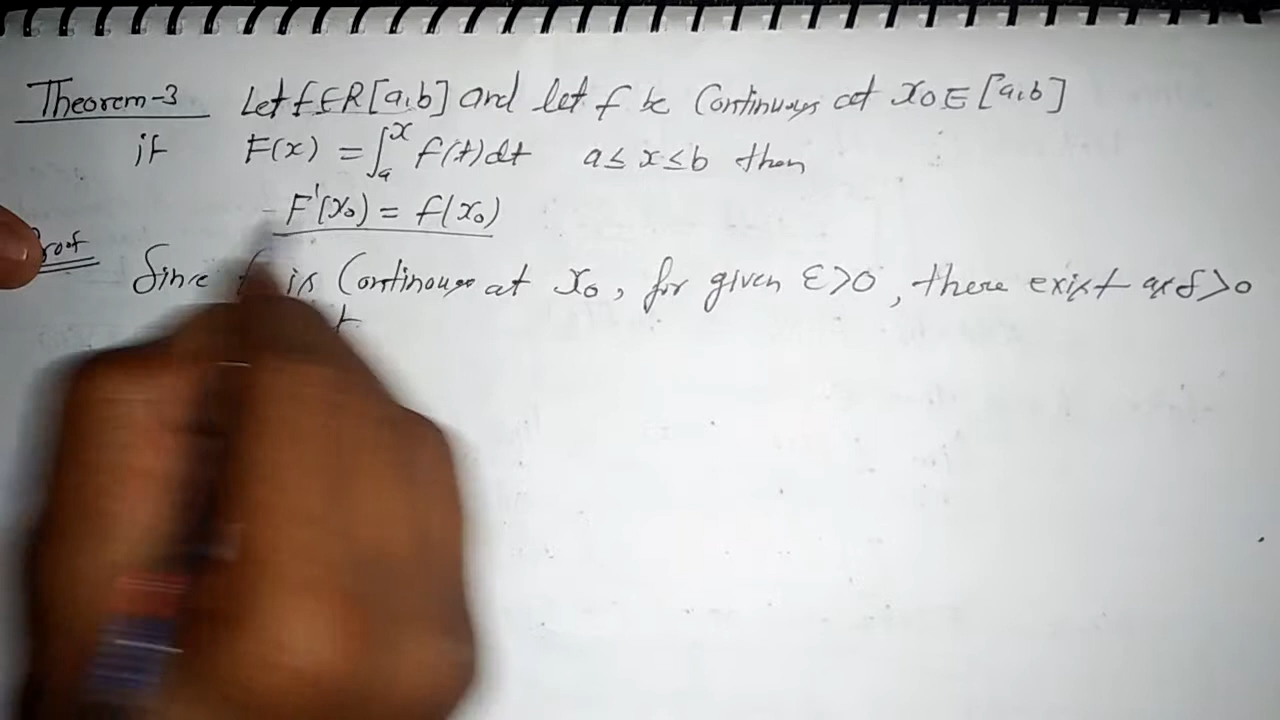 Theorem-3 Let f∈R[a,b] and let f be Continuous at x₀∈[a,b]
if F(x) = ∫ₐˣ f(t)dt a≤x≤b then
F'(x₀) = f(x₀)
Proof Since f is Continous at x₀, for given ε>0, there exist a δ>0